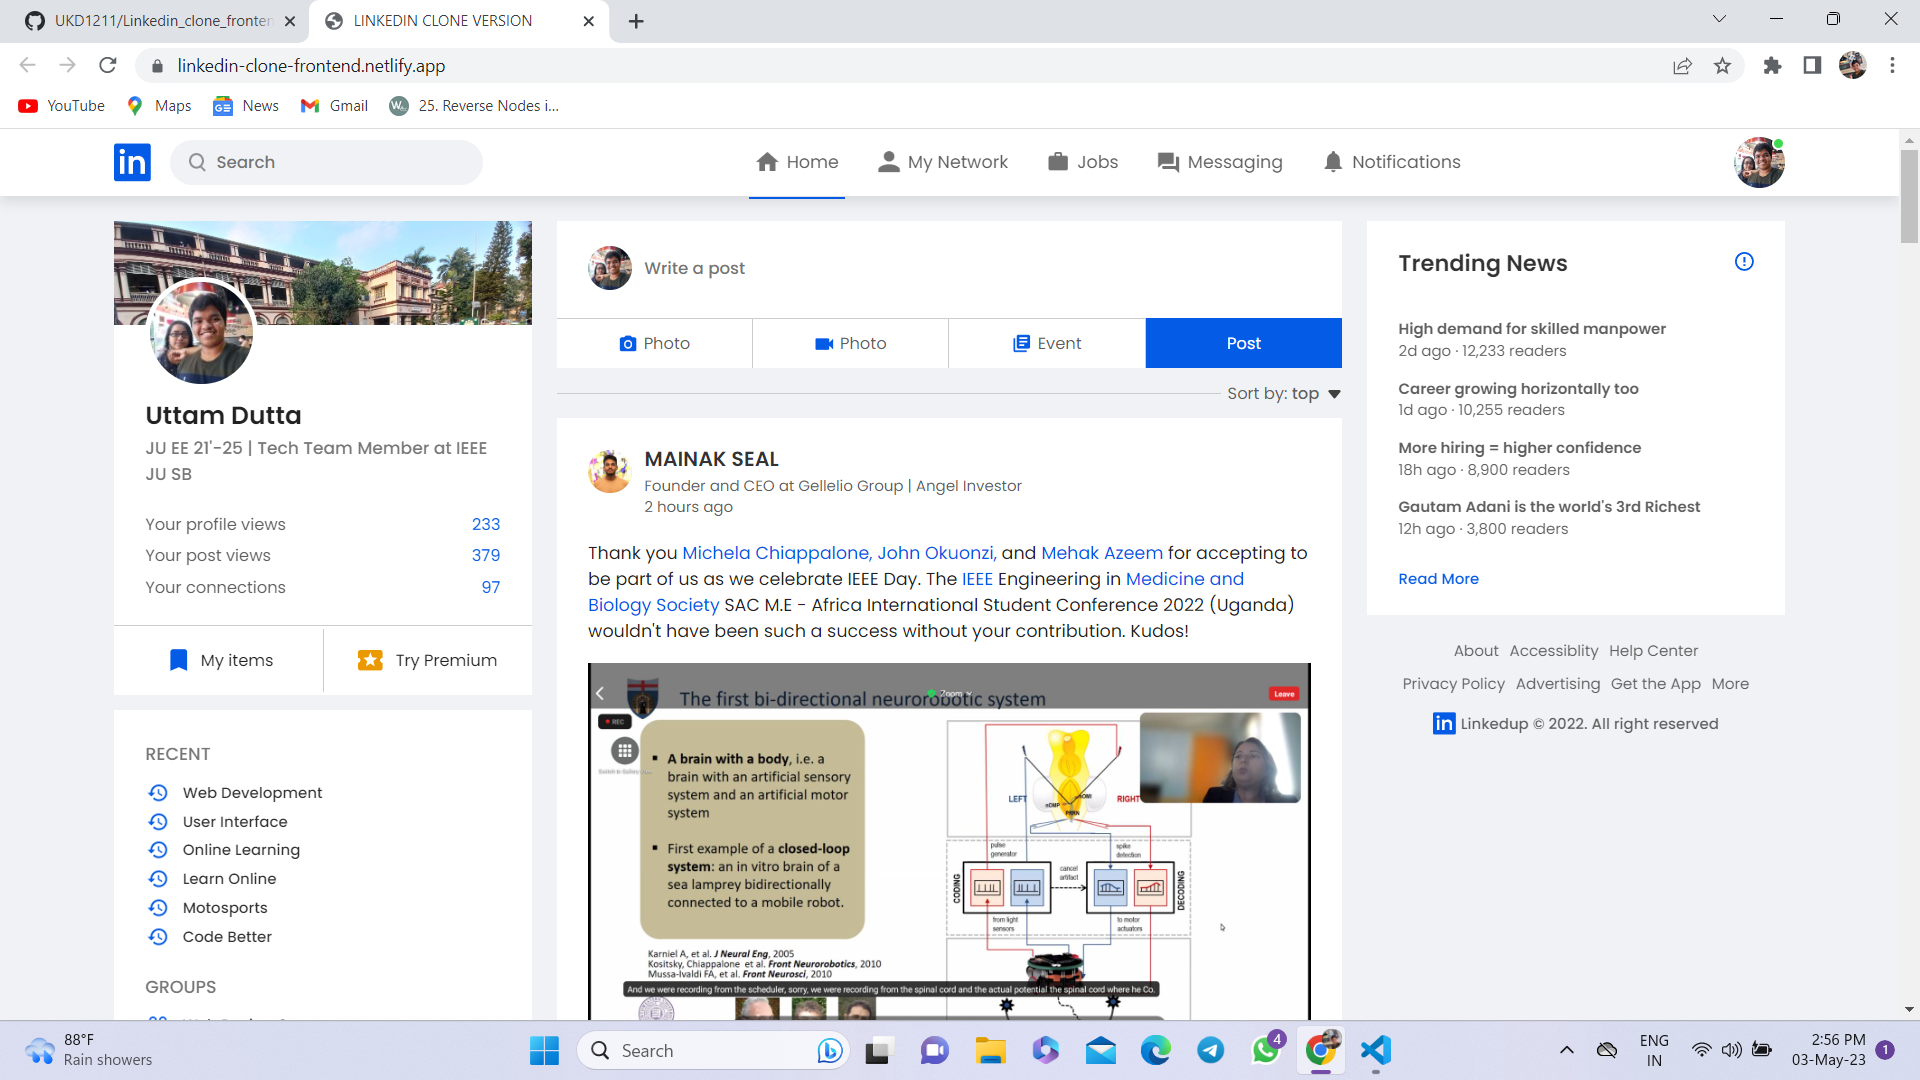 UKD1211/Linkedin_clone_fronten
LINKEDIN CLONE VERSION
linkedin-clone-frontend.netlify.app
YouTube
Maps
News
Gmail
25. Reverse Nodes i...
in
Search
Home
My Network
Jobs
Messaging
Notifications
Uttam Dutta
JU EE 21'-25 | Tech Team Member at IEEE
JU SB
Your profile views 233
Your post views 379
Your connections 97
My items
Try Premium
RECENT
Web Development
User Interface
Online Learning
Learn Online
Motosports
Code Better
GROUPS
Write a post
Photo
Photo
Event
Post
Sort by: top
MAINAK SEAL
Founder and CEO at Gellelio Group | Angel Investor
2 hours ago
Thank you Michela Chiappalone, John Okuonzi, and Mehak Azeem for accepting to
be part of us as we celebrate IEEE Day. The IEEE Engineering in Medicine and
Biology Society SAC M.E - Africa International Student Conference 2022 (Uganda)
wouldn't have been such a success without your contribution. Kudos!
Zoom
Leave
The first bi-directional neurorobotic system
REC
A brain with a body, i.e. a
brain with an artificial sensory
system and an artificial motor
system
First example of a closed-loop
system: an in vitro brain of a
sea lamprey bidirectionally
connected to a mobile robot.
Karniel A, et al. J Neural Eng, 2005
Kositsky, Chiappalone et al. Front Neurorobotics, 2010
Mussa-Ivaldi FA, et al. Front Neurosci, 2010
LEFT
RIGHT
pulse
generator
spike
detection
cancel
artifact
CODING
DECODING
from light
sensors
to motor
actuators
And we were recording from the scheduler, sorry, we were recording from the spinal cord and the actual potential the spinal cord where he Co.
Trending News
High demand for skilled manpower
2d ago · 12,233 readers
Career growing horizontally too
1d ago · 10,255 readers
More hiring = higher confidence
18h ago · 8,900 readers
Gautam Adani is the world's 3rd Richest
12h ago · 3,800 readers
Read More
About Accessiblity Help Center
Privacy Policy Advertising Get the App More
in Linkedup © 2022. All right reserved
88°F
Rain showers
Search
4
ENG
IN
2:56 PM
03-May-23
1